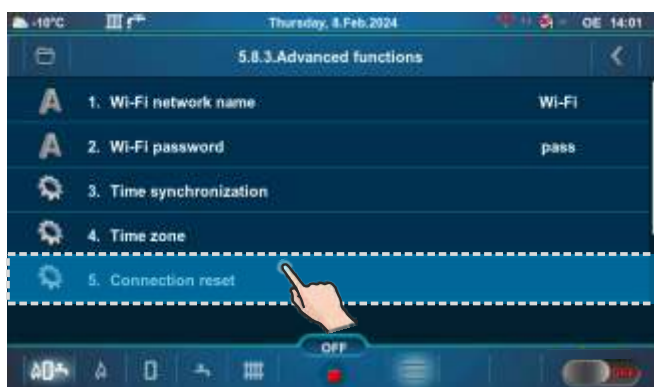 -10°C Thursday, 8.Feb.2024 OE 14:01
5.8.3.Advanced functions
1. Wi-Fi network name Wi-Fi
2. Wi-Fi password pass
3. Time synchronization
4. Time zone
5. Connection reset
OFF